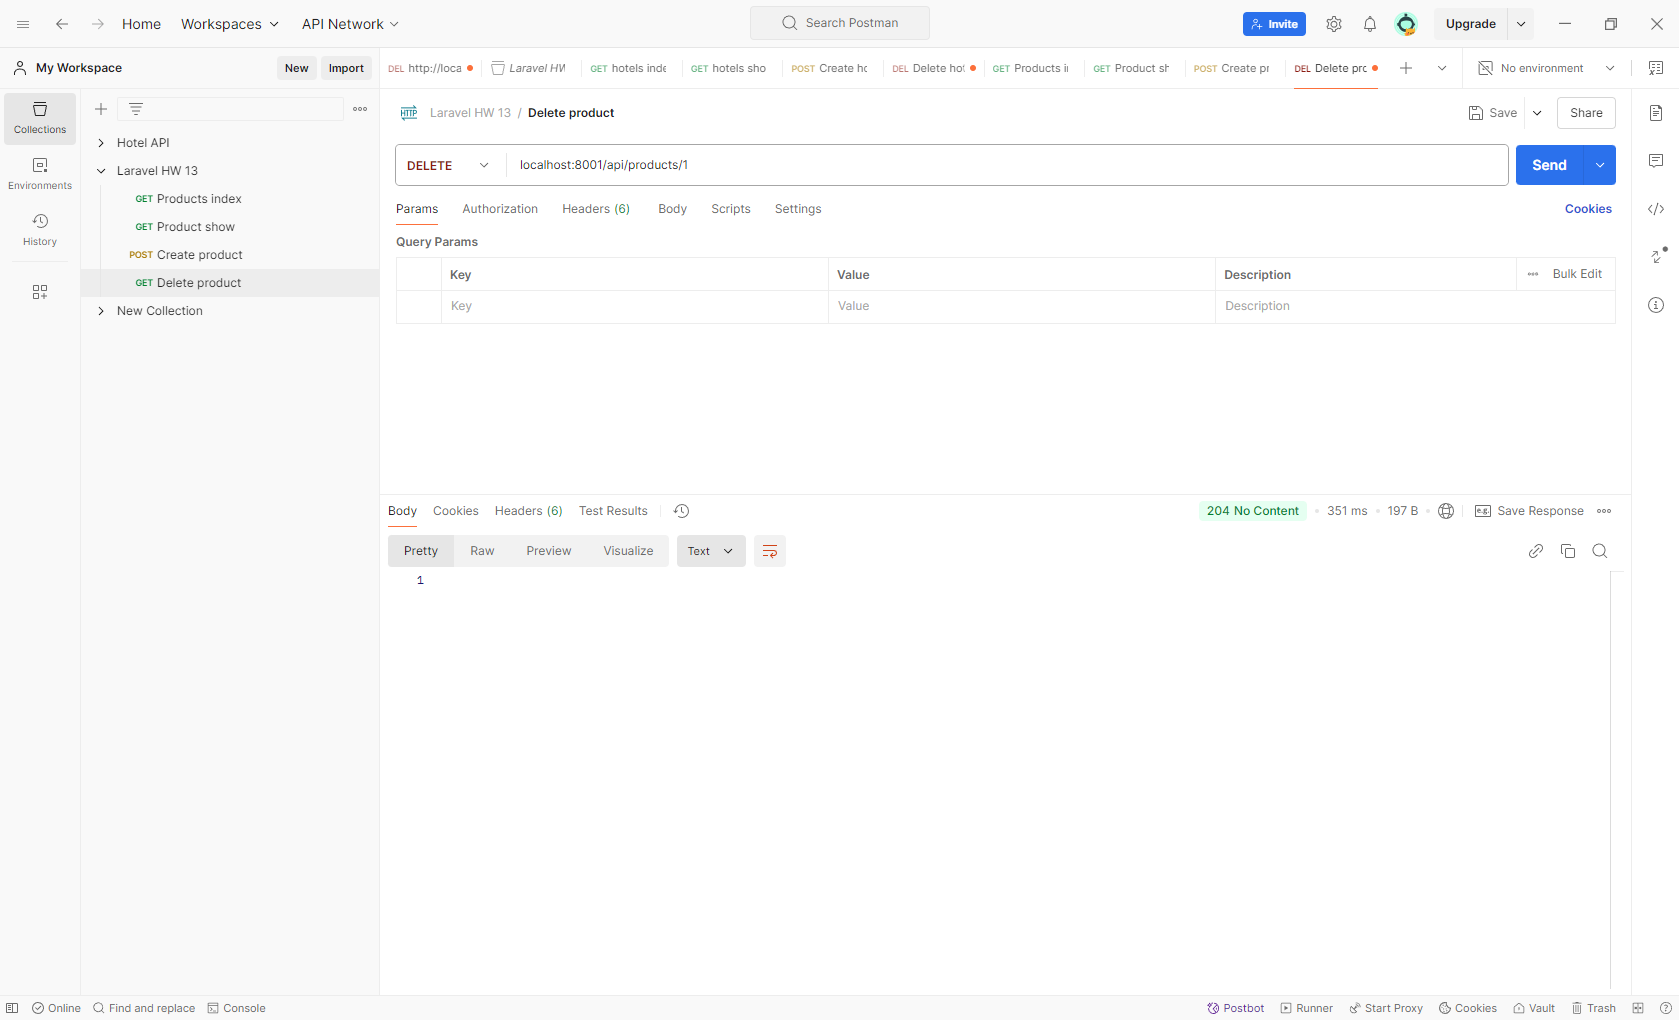 Home Workspaces API Network Search Postman Invite Upgrade
My Workspace New Import DEL http://loca Laravel HW GET hotels inde GET hotels sho POST Create ho DEL Delete hot GET Products i GET Product sh POST Create pr DEL Delete prc No environment
Collections
Environments
History
Hotel API
Laravel HW 13
GET Products index
GET Product show
POST Create product
GET Delete product
New Collection
HTTP Laravel HW 13 / Delete product Save Share
DELETE localhost:8001/api/products/1 Send
Params Authorization Headers (6) Body Scripts Settings Cookies
Query Params
Key Value Description Bulk Edit
Key Value Description
Body Cookies Headers (6) Test Results 204 No Content 351 ms 197 B e.g. Save Response
Pretty Raw Preview Visualize Text
1
Online Find and replace Console Postbot Runner Start Proxy Cookies Vault Trash